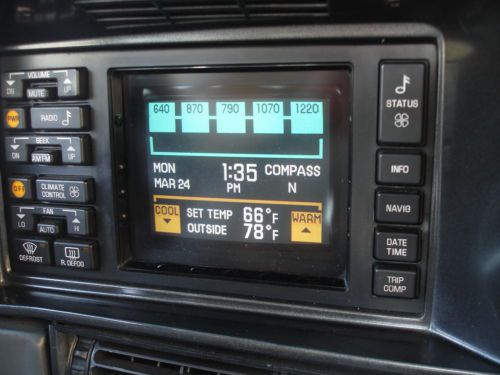 VOLUME
DN UP
MUTE
PWR RADIO
SEEK
DN UP
AM FM
OFF CLIMATE CONTROL
FAN
LO HI
AUTO
DEFROST R. DEFOG
640 870 790 1070 1220
MON 1:35 COMPASS
MAR 24 PM N
COOL SET TEMP 66°F WARM
OUTSIDE 78°F
STATUS
INFO
NAVIG
DATE
TIME
TRIP
COMP